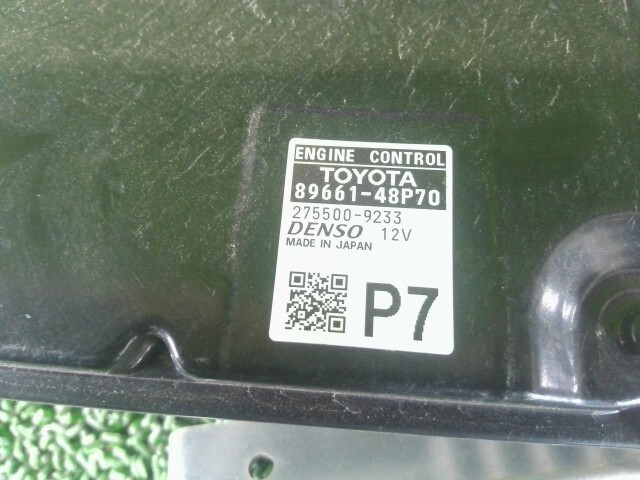 ENGINE CONTROL
TOYOTA
89661-48P70
275500-9233
DENSO 12V
MADE IN JAPAN
P7